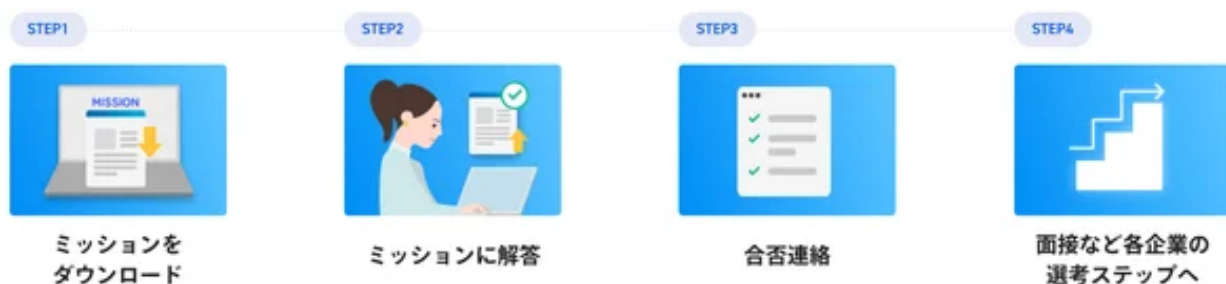 STEP1
STEP2
STEP3
STEP4
MISSION
ミッションを
ダウンロード
ミッションに解答
合否連絡
面接など各企業の
選考ステップへ